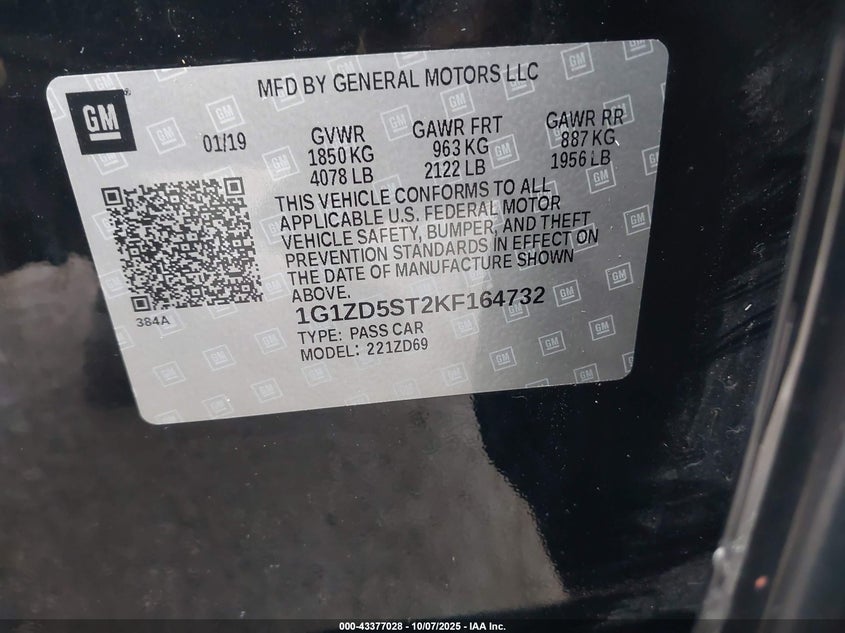 MFD BY GENERAL MOTORS LLC
GM
01/19
GVWR
1850 KG
4078 LB
GAWR FRT
963 KG
2122 LB
GAWR RR
887 KG
1956 LB
THIS VEHICLE CONFORMS TO ALL
APPLICABLE U.S. FEDERAL MOTOR
VEHICLE SAFETY, BUMPER, AND THEFT
PREVENTION STANDARDS IN EFFECT ON
THE DATE OF MANUFACTURE SHOWN
ABOVE.
384A
1G1ZD5ST2KF164732
TYPE: PASS CAR
MODEL: 221ZD69
000-43377028 - 10/07/2025 - IAA Inc.